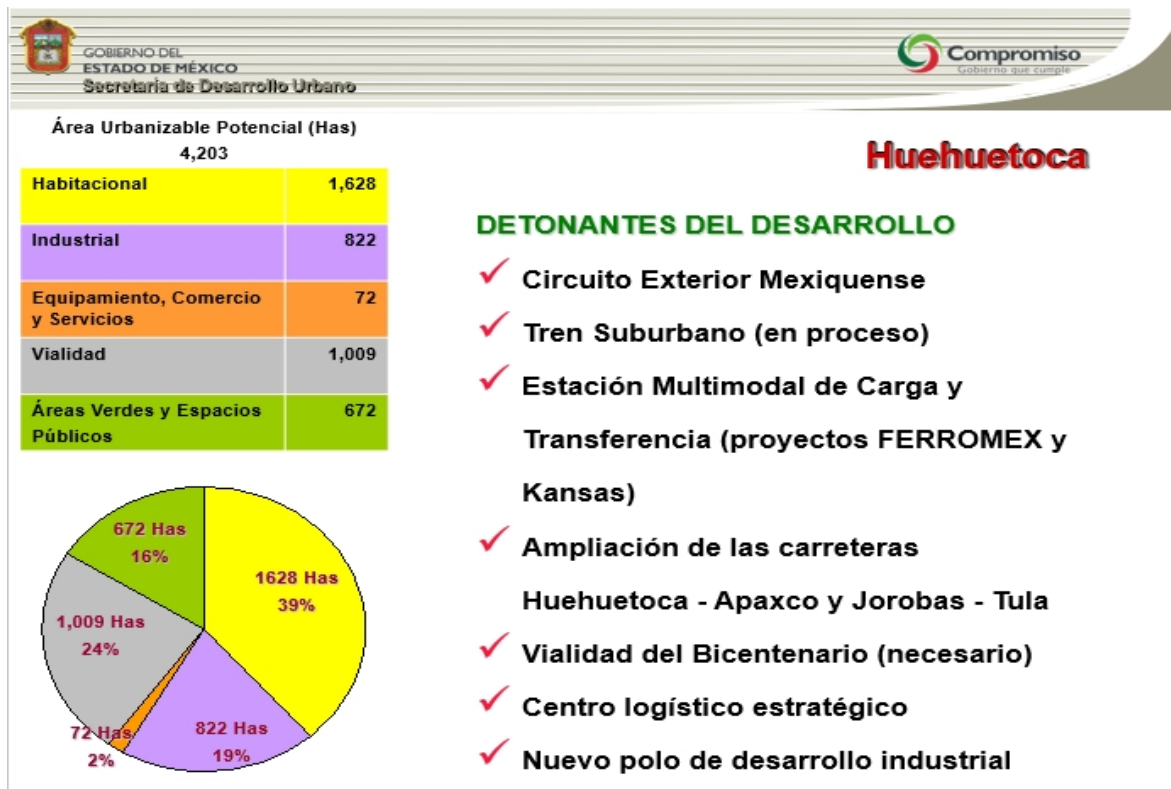 GOBIERNO DEL
ESTADO DE MÉXICO
Secretaría de Desarrollo Urbano
Compromiso
Gobierno que cumple
Área Urbanizable Potencial (Has)
4,203
Habitacional 1,628
Industrial 822
Equipamiento, Comercio 72
y Servicios
Vialidad 1,009
Áreas Verdes y Espacios 672
Públicos
672 Has
16%
1628 Has
39%
1,009 Has
24%
72 Has
2%
822 Has
19%
Huehuetoca
DETONANTES DEL DESARROLLO
✓ Circuito Exterior Mexiquense
✓ Tren Suburbano (en proceso)
✓ Estación Multimodal de Carga y
Transferencia (proyectos FERROMEX y
Kansas)
✓ Ampliación de las carreteras
Huehuetoca - Apaxco y Jorobas - Tula
✓ Vialidad del Bicentenario (necesario)
✓ Centro logístico estratégico
✓ Nuevo polo de desarrollo industrial